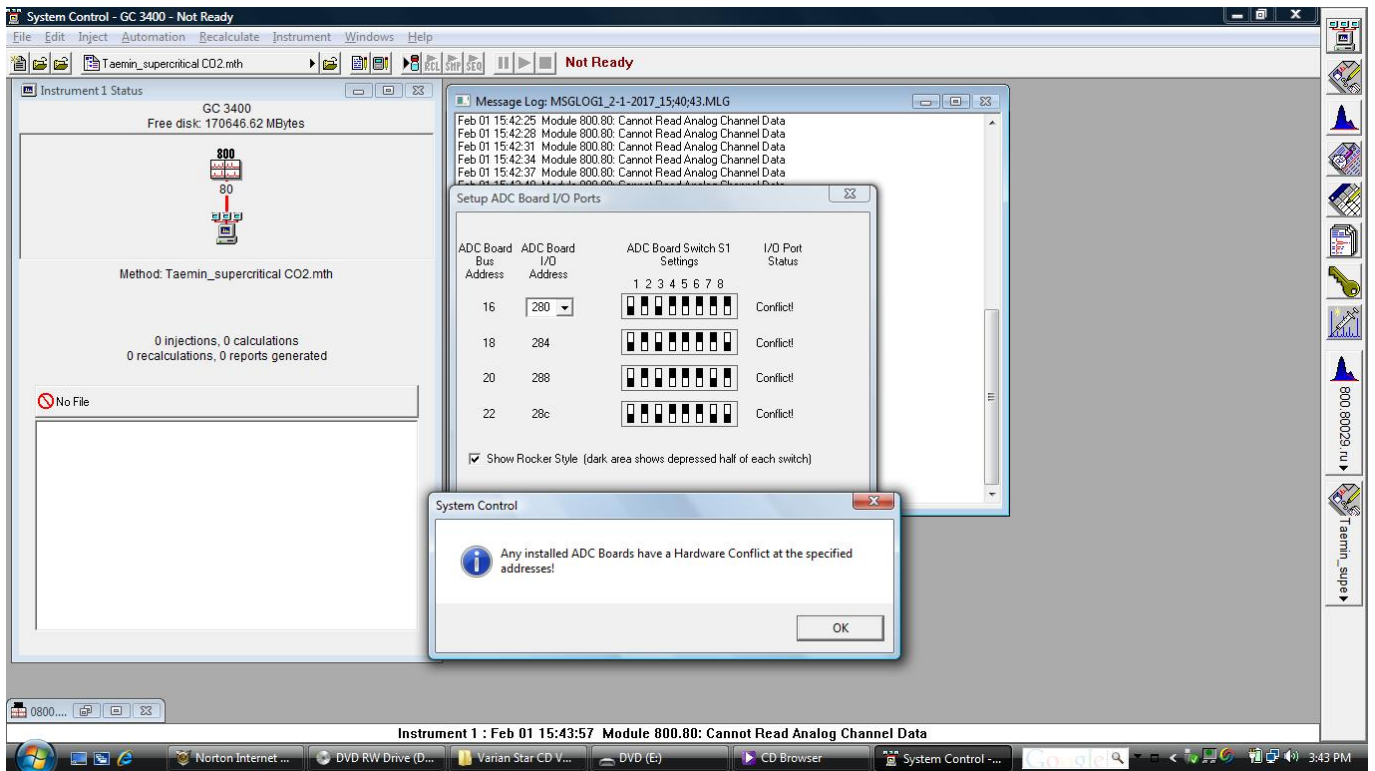 System Control - GC 3400 - Not Ready
File Edit Inject Automation Recalculate Instrument Windows Help
Taemin_supercritical CO2.mth
RCL SMP SEQ
Not Ready
Instrument 1 Status
GC 3400
Free disk: 170646.62 MBytes
800
80
Method: Taemin_supercritical CO2.mth
0 injections, 0 calculations
0 recalculations, 0 reports generated
No File
Message Log: MSGLOG1_2-1-2017_15;40;43.MLG
Feb 01 15:42:25 Module 800.80: Cannot Read Analog Channel Data
Feb 01 15:42:28 Module 800.80: Cannot Read Analog Channel Data
Feb 01 15:42:31 Module 800.80: Cannot Read Analog Channel Data
Feb 01 15:42:34 Module 800.80: Cannot Read Analog Channel Data
Feb 01 15:42:37 Module 800.80: Cannot Read Analog Channel Data
Setup ADC Board I/O Ports
ADC Board Bus Address
ADC Board I/O Address
ADC Board Switch S1 Settings
I/O Port Status
1 2 3 4 5 6 7 8
16 280 Conflict!
18 284 Conflict!
20 288 Conflict!
22 28c Conflict!
Show Rocker Style (dark area shows depressed half of each switch)
System Control
Any installed ADC Boards have a Hardware Conflict at the specified
addresses!
OK
800.80029.ru
Taemin_supe
0800....
Instrument 1 : Feb 01 15:43:57 Module 800.80: Cannot Read Analog Channel Data
Norton Internet ...
DVD RW Drive (D...
Varian Star CD V...
DVD (E:)
CD Browser
System Control -...
Google
3:43 PM